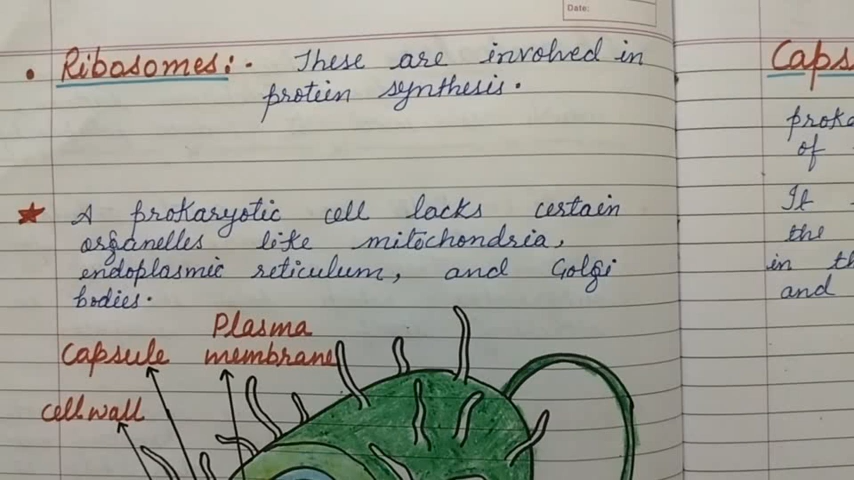 Date:
• Ribosomes:- These are involved in
protein synthesis.
★ A prokaryotic cell lacks certain
organelles like mitochondria,
endoplasmic reticulum, and Golgi
bodies.
Plasma
membrane
Capsule
cell wall
Caps
proka
of
It
the
in th
and